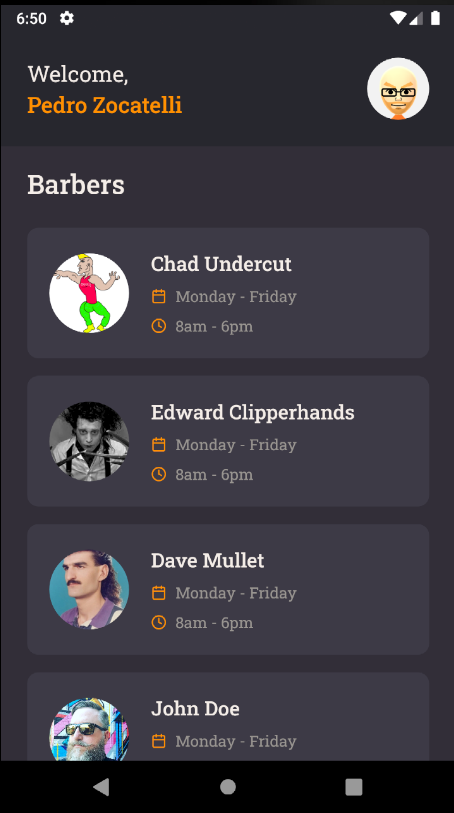 6:50
Welcome,
Pedro Zocatelli
Barbers
Chad Undercut
Monday - Friday
8am - 6pm
Edward Clipperhands
Monday - Friday
8am - 6pm
Dave Mullet
Monday - Friday
8am - 6pm
John Doe
Monday - Friday